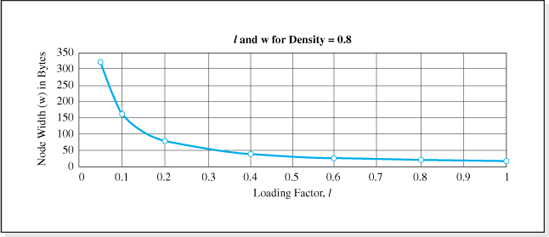 l and w for Density = 0.8
Node Width (w) in Bytes
350
300
250
200
150
100
50
0
0 0.1 0.2 0.3 0.4 0.5 0.6 0.7 0.8 0.9 1
Loading Factor, l